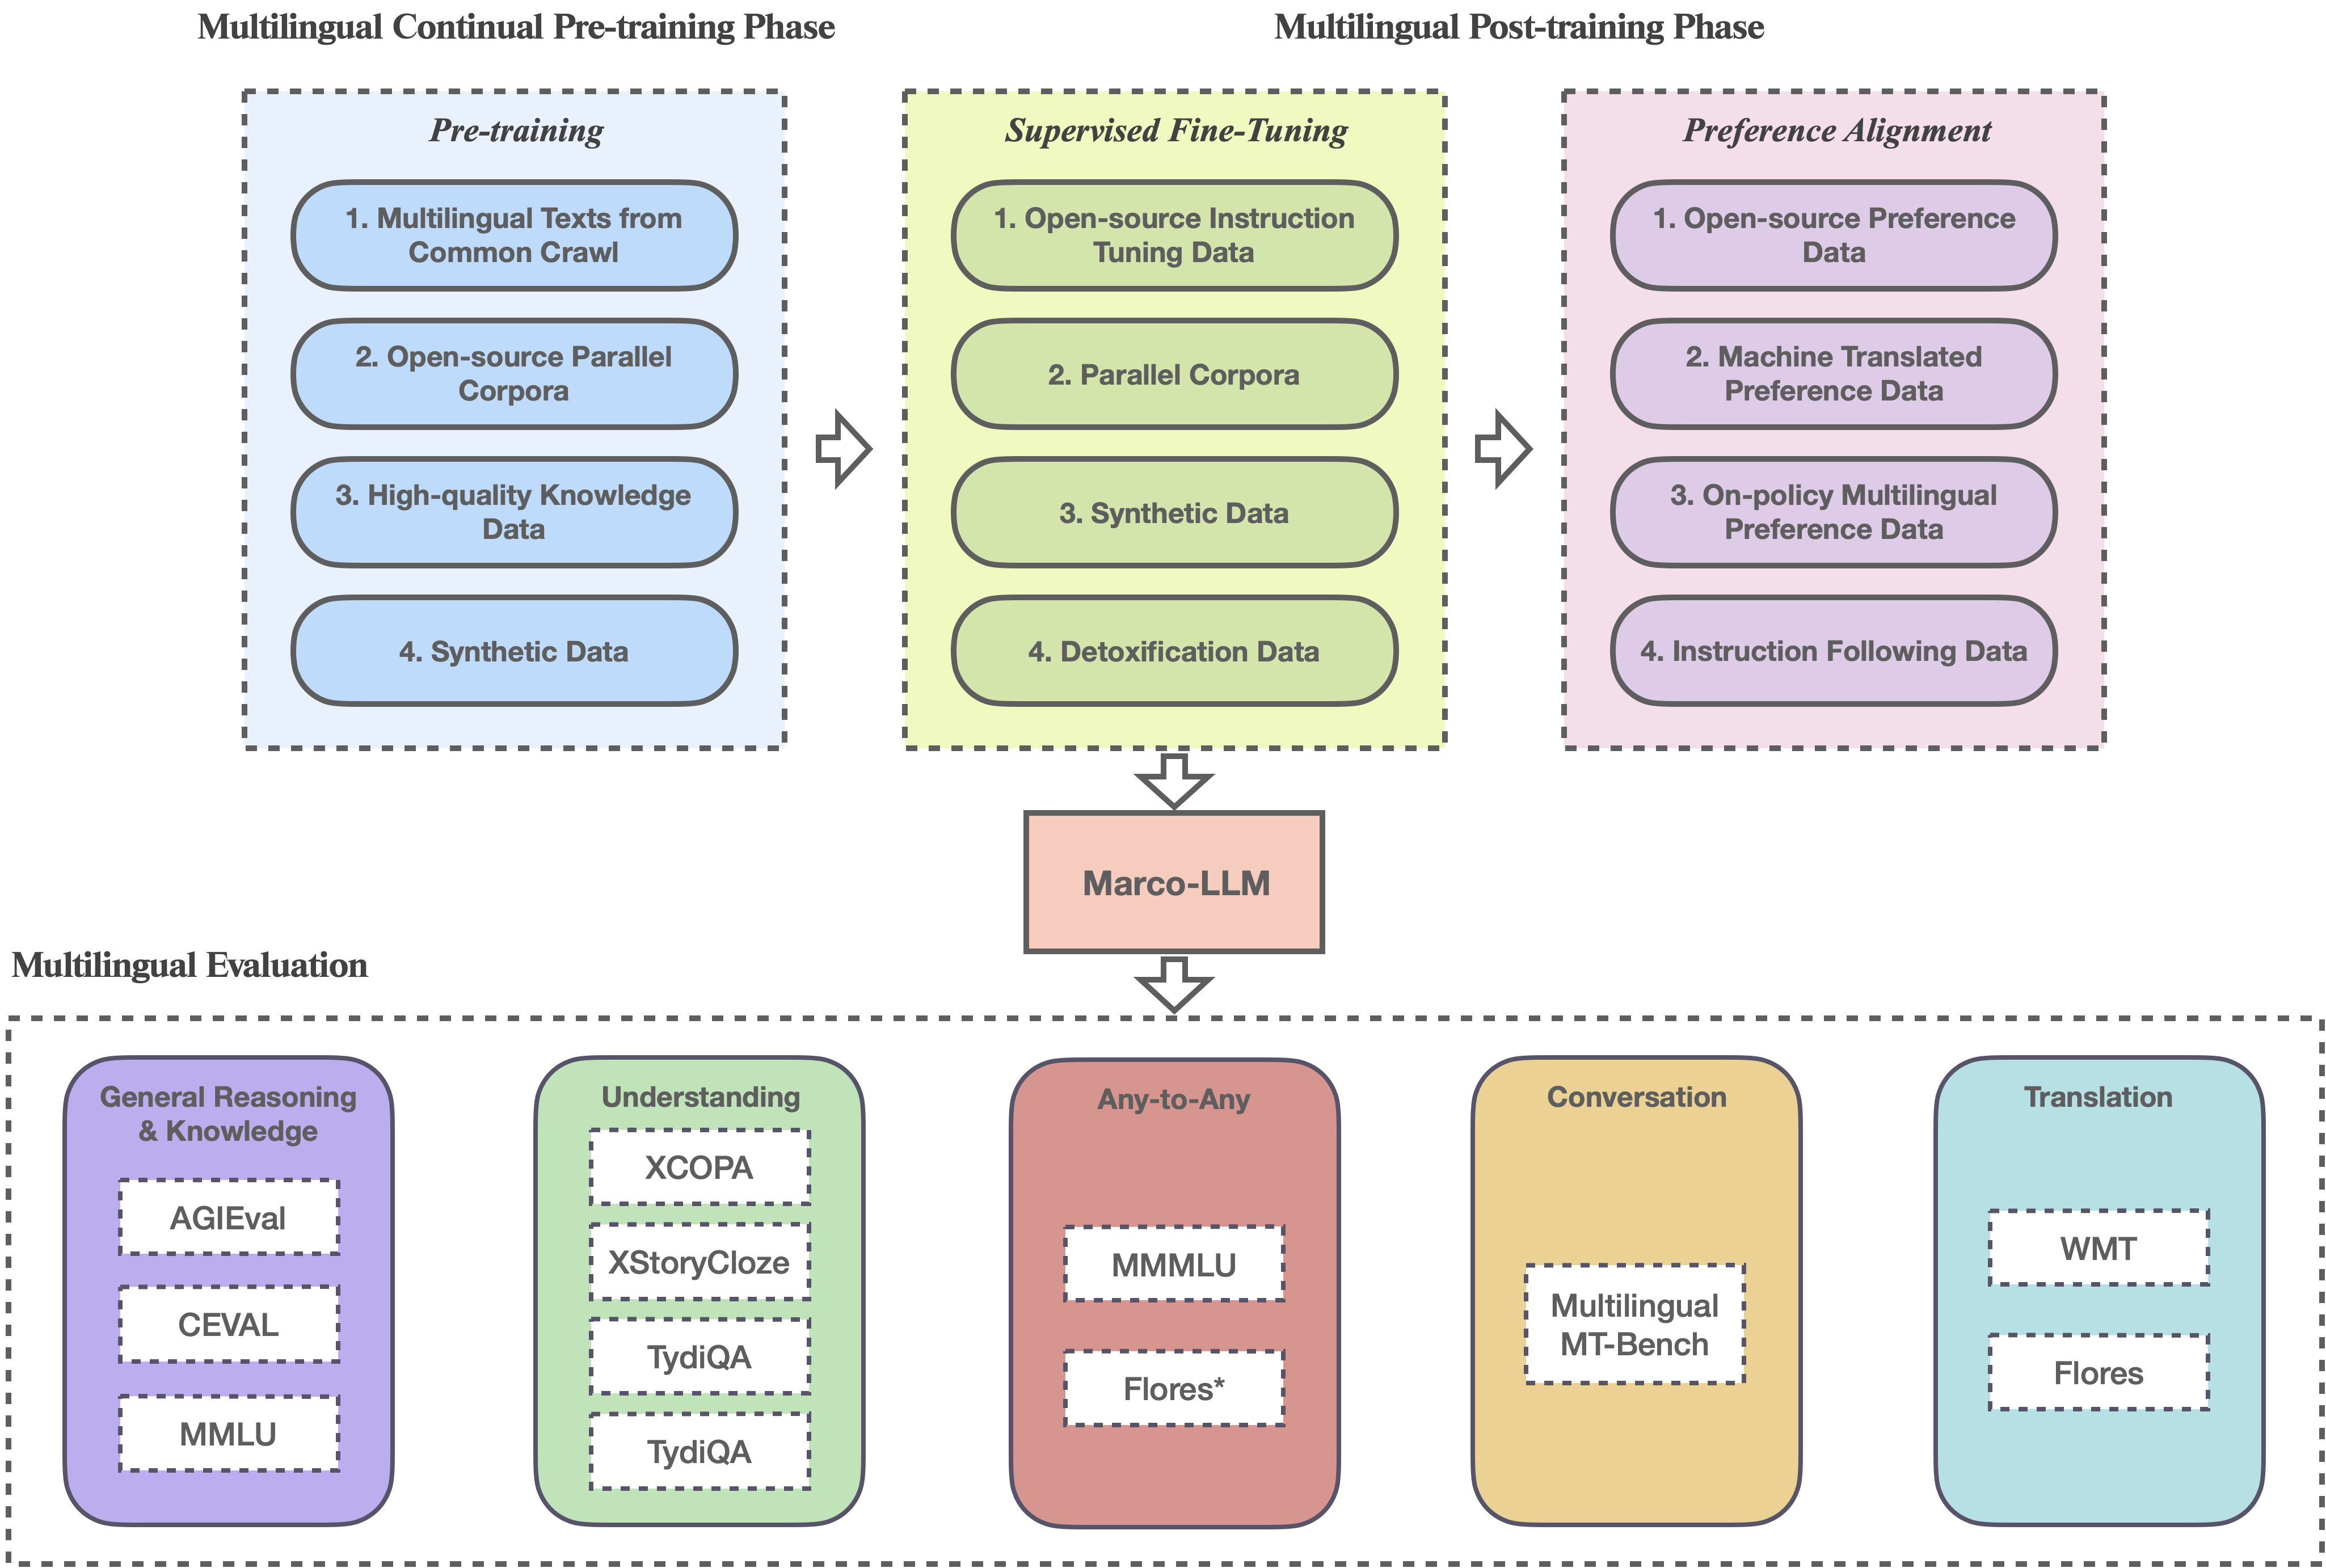 Multilingual Continual Pre-training Phase
Multilingual Post-training Phase
Pre-training
1. Multilingual Texts from
Common Crawl
2. Open-source Parallel
Corpora
3. High-quality Knowledge
Data
4. Synthetic Data
Supervised Fine-Tuning
1. Open-source Instruction
Tuning Data
2. Parallel Corpora
3. Synthetic Data
4. Detoxification Data
Preference Alignment
1. Open-source Preference
Data
2. Machine Translated
Preference Data
3. On-policy Multilingual
Preference Data
4. Instruction Following Data
Marco-LLM
Multilingual Evaluation
General Reasoning
& Knowledge
AGIEval
CEVAL
MMLU
Understanding
XCOPA
XStoryCloze
TydiQA
TydiQA
Any-to-Any
MMMLU
Flores*
Conversation
Multilingual
MT-Bench
Translation
WMT
Flores